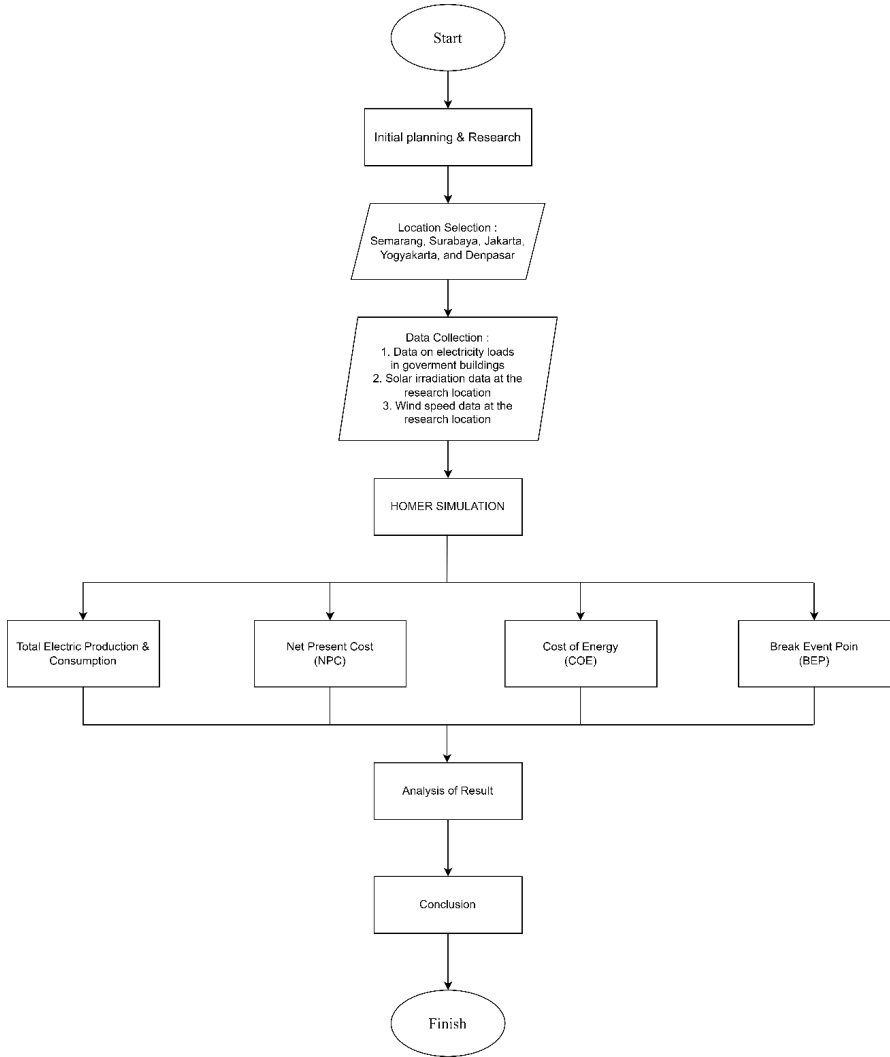 Start
Initial planning & Research
Location Selection :
Semarang, Surabaya, Jakarta,
Yogyakarta, and Denpasar
Data Collection :
1. Data on electricity loads
in goverment buildings
2. Solar irradiation data at the
research location
3. Wind speed data at the
research location
HOMER SIMULATION
Total Electric Production &
Consumption
Net Present Cost
(NPC)
Cost of Energy
(COE)
Break Event Poin
(BEP)
Analysis of Result
Conclusion
Finish